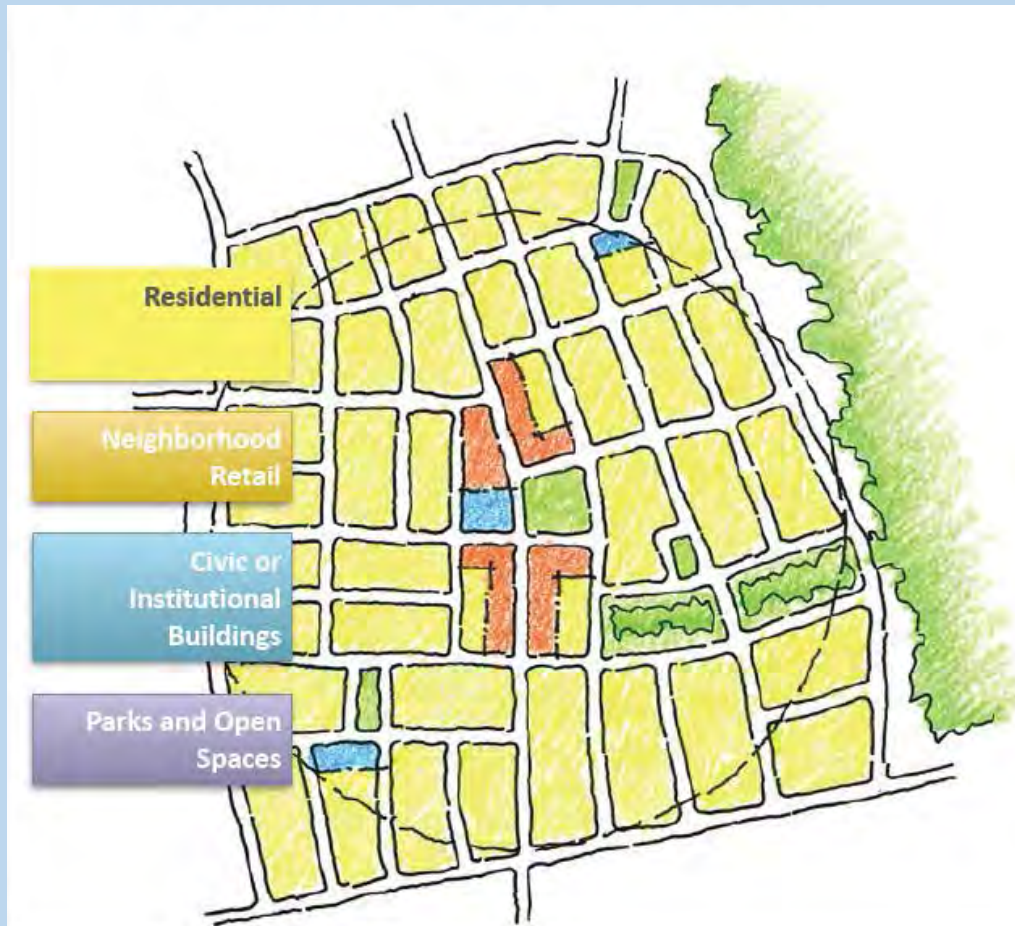 Residential
Neighborhood
Retail
Civic or
Institutional
Buildings
Parks and Open
Spaces